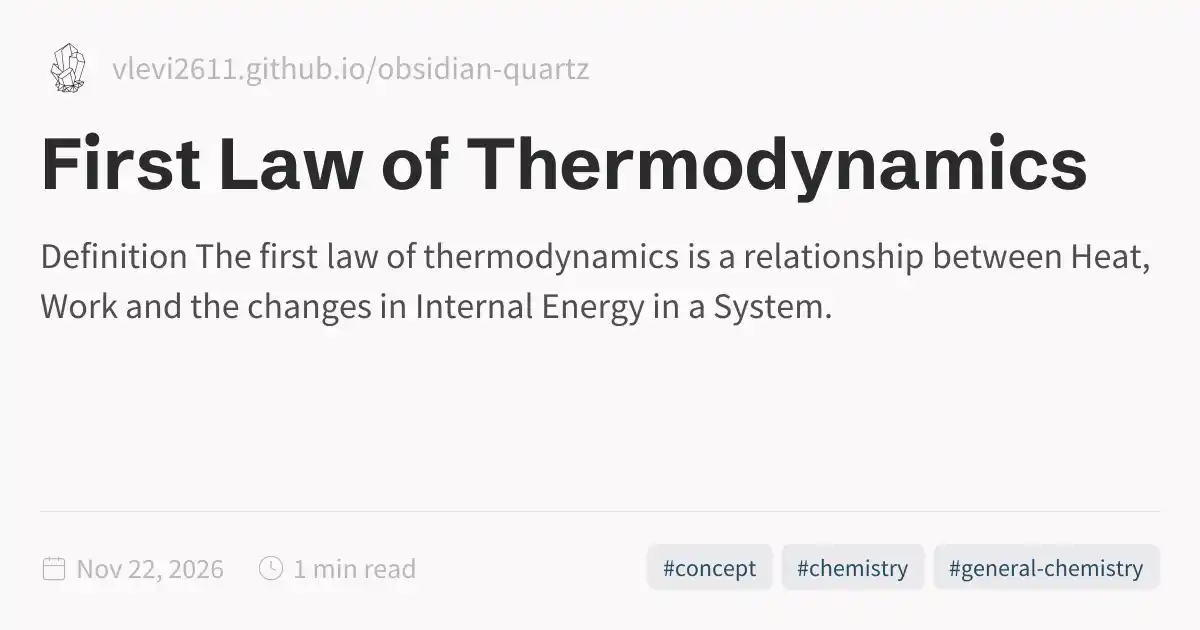 vlevi2611.github.io/obsidian-quartz
First Law of Thermodynamics
Definition The first law of thermodynamics is a relationship between Heat,
Work and the changes in Internal Energy in a System.
Nov 22, 2026 1 min read #concept #chemistry #general-chemistry